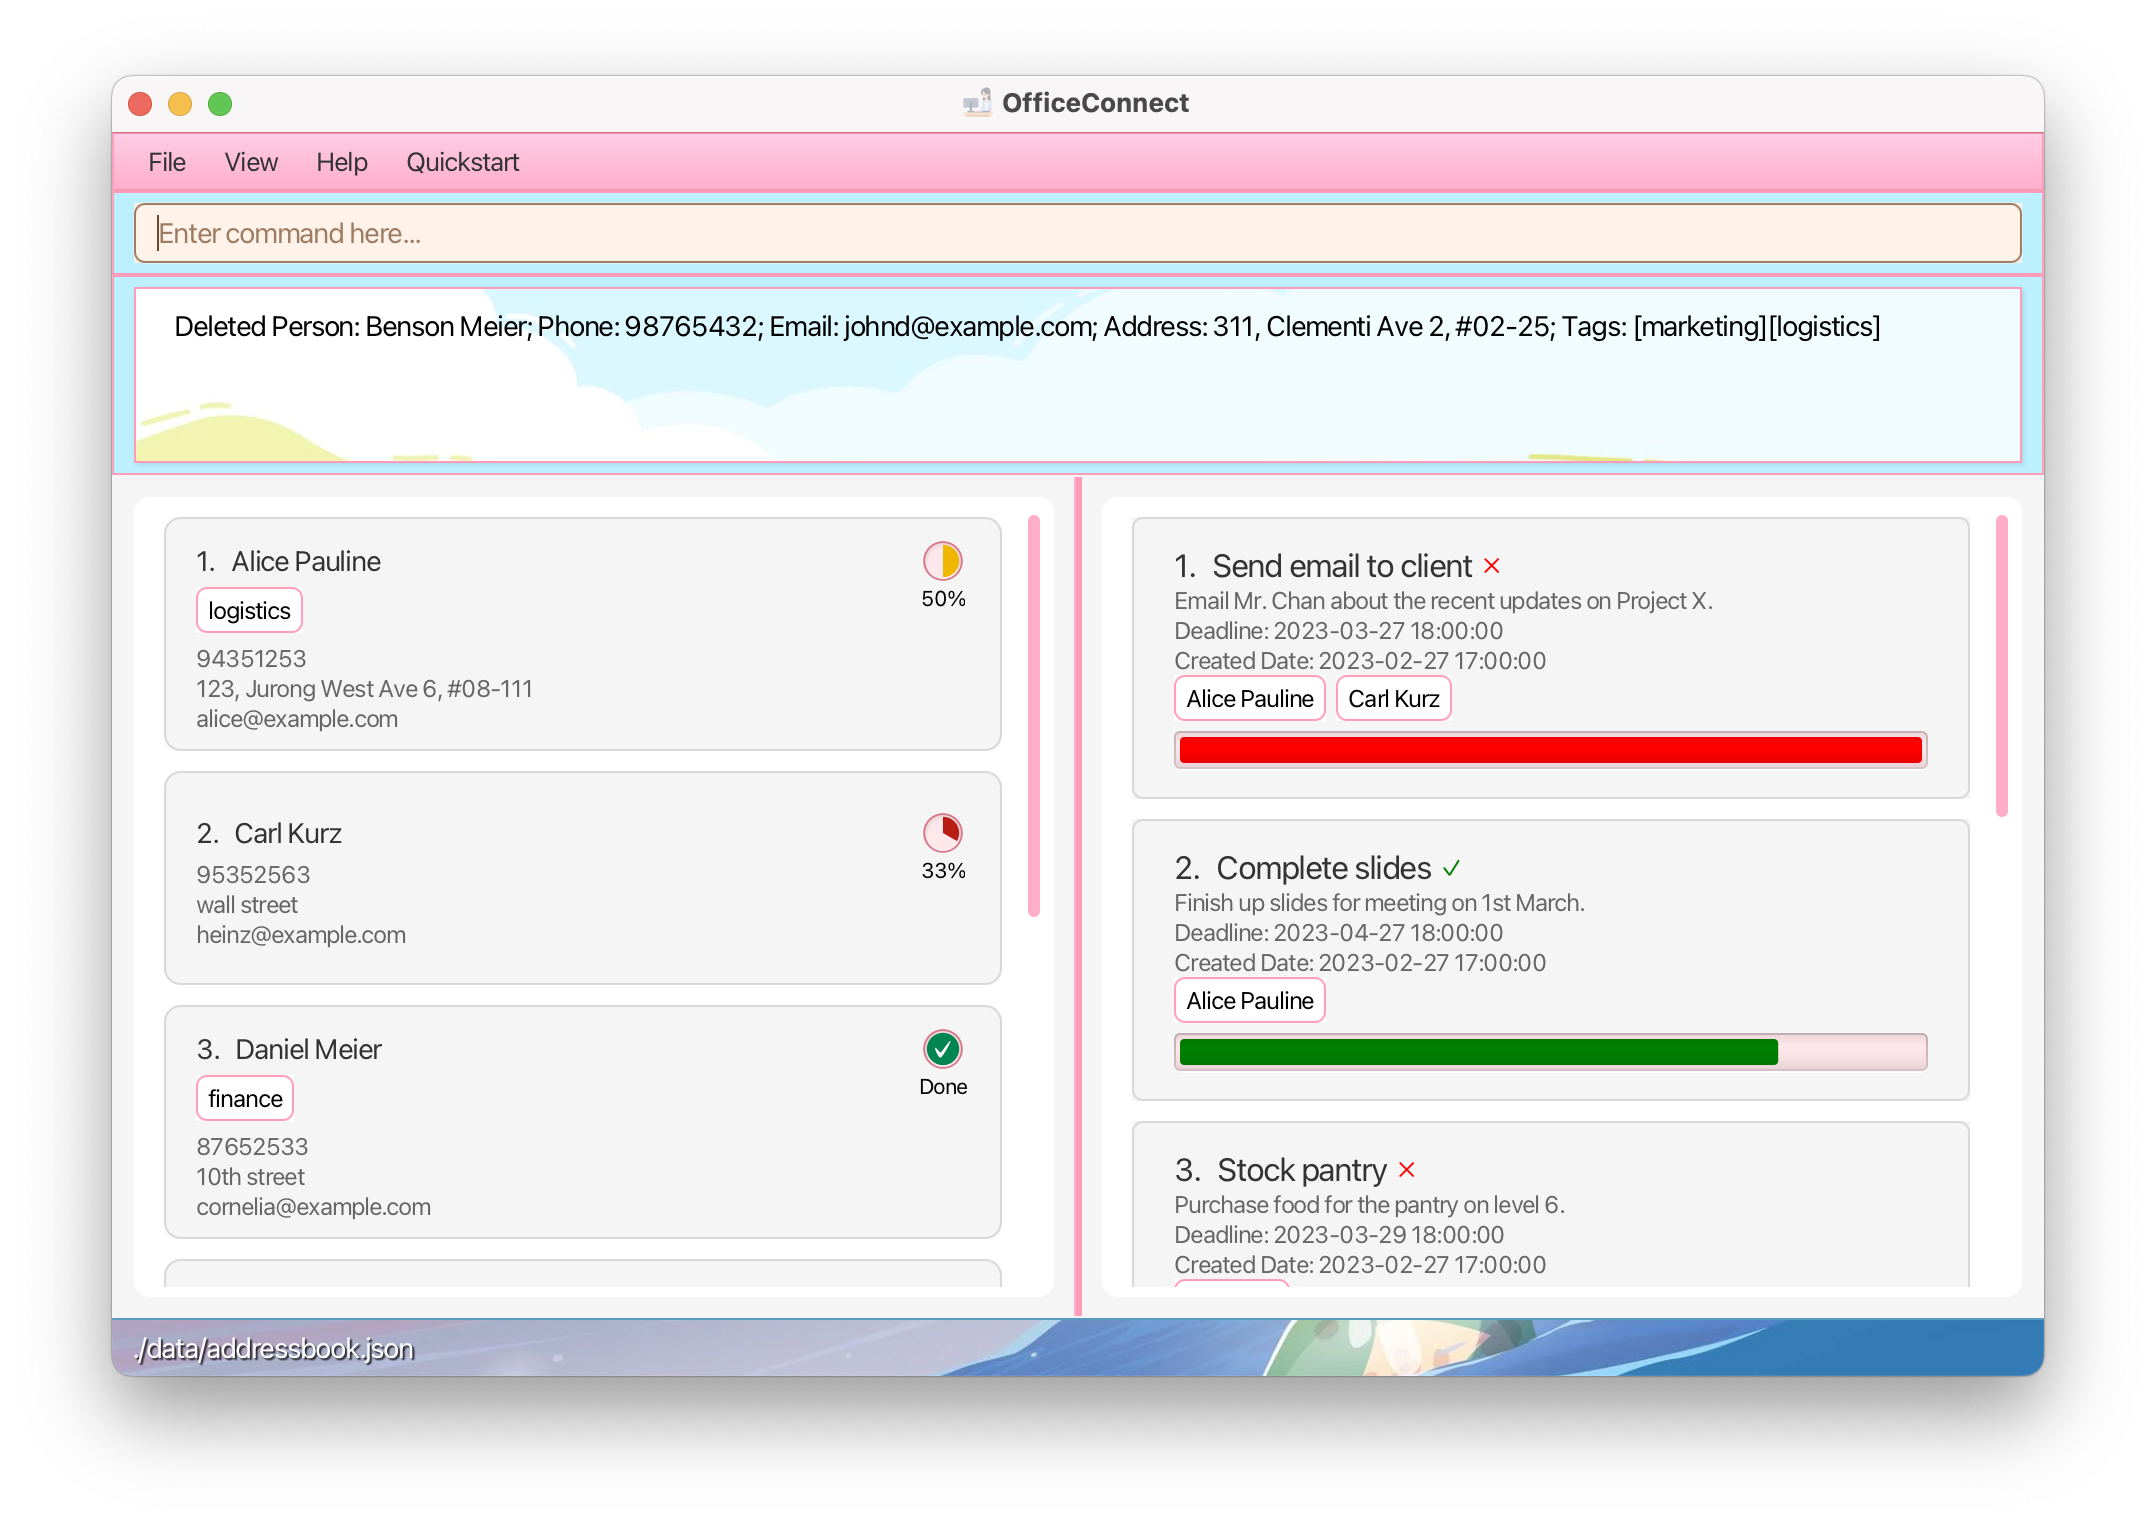 OfficeConnect
File View Help Quickstart
Enter command here...
Deleted Person: Benson Meier; Phone: 98765432; Email: johnd@example.com; Address: 311, Clementi Ave 2, #02-25; Tags: [marketing][logistics]
1. Alice Pauline
50%
logistics
94351253
123, Jurong West Ave 6, #08-111
alice@example.com
2. Carl Kurz
33%
95352563
wall street
heinz@example.com
3. Daniel Meier
Done
finance
87652533
10th street
cornelia@example.com
1. Send email to client
Email Mr. Chan about the recent updates on Project X.
Deadline: 2023-03-27 18:00:00
Created Date: 2023-02-27 17:00:00
Alice Pauline Carl Kurz
2. Complete slides
Finish up slides for meeting on 1st March.
Deadline: 2023-04-27 18:00:00
Created Date: 2023-02-27 17:00:00
Alice Pauline
3. Stock pantry
Purchase food for the pantry on level 6.
Deadline: 2023-03-29 18:00:00
Created Date: 2023-02-27 17:00:00
./data/addressbook.json